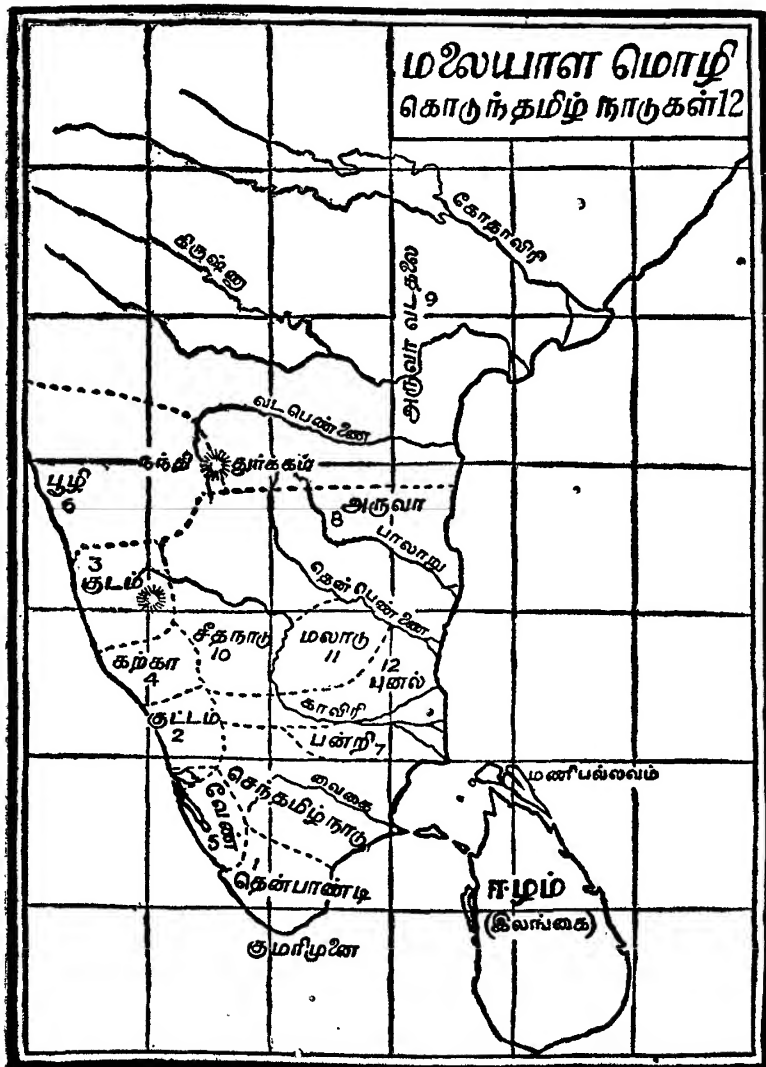 மலையாள மொழி
கொடுந்தமிழ் நாடுகள் 12
கோதாவிரி
கிருஷ்ணா
அருவா வடதலை
9
வடபெண்ணை
நந்தி துர்க்கம்
பூழி
6
அருவா
8
பாலாறு
3
குடம்
தென் பெண்ணை
சீதநாடு
10
மலாடு
11
12
புனல்
கற்கா
4
காவிரி
குட்டம்
2
பன்றி 7
மணிபல்லவம்
வைகை
செந்தமிழ் நாடு
வேண்
5
1
தென்பாண்டி
ஈழம்
(இலங்கை)
குமரிமுனை